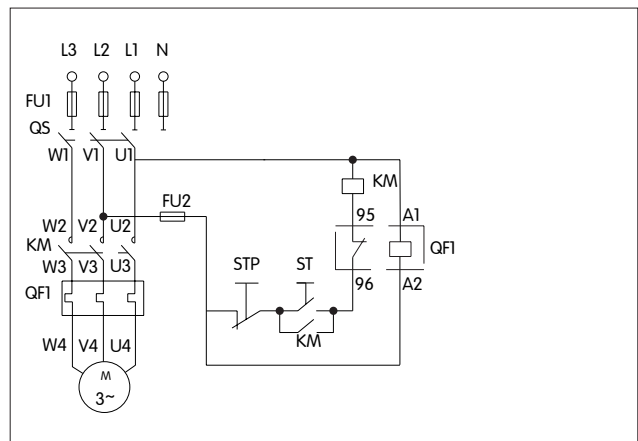 L3 L2 L1 N
FU1
QS
W1 V1 U1
KM
FU2
95 A1
W2 V2 U2
KM
QF1
W3 V3 U3
STP ST
96 A2
QF1
KM
W4 V4 U4
M
3~